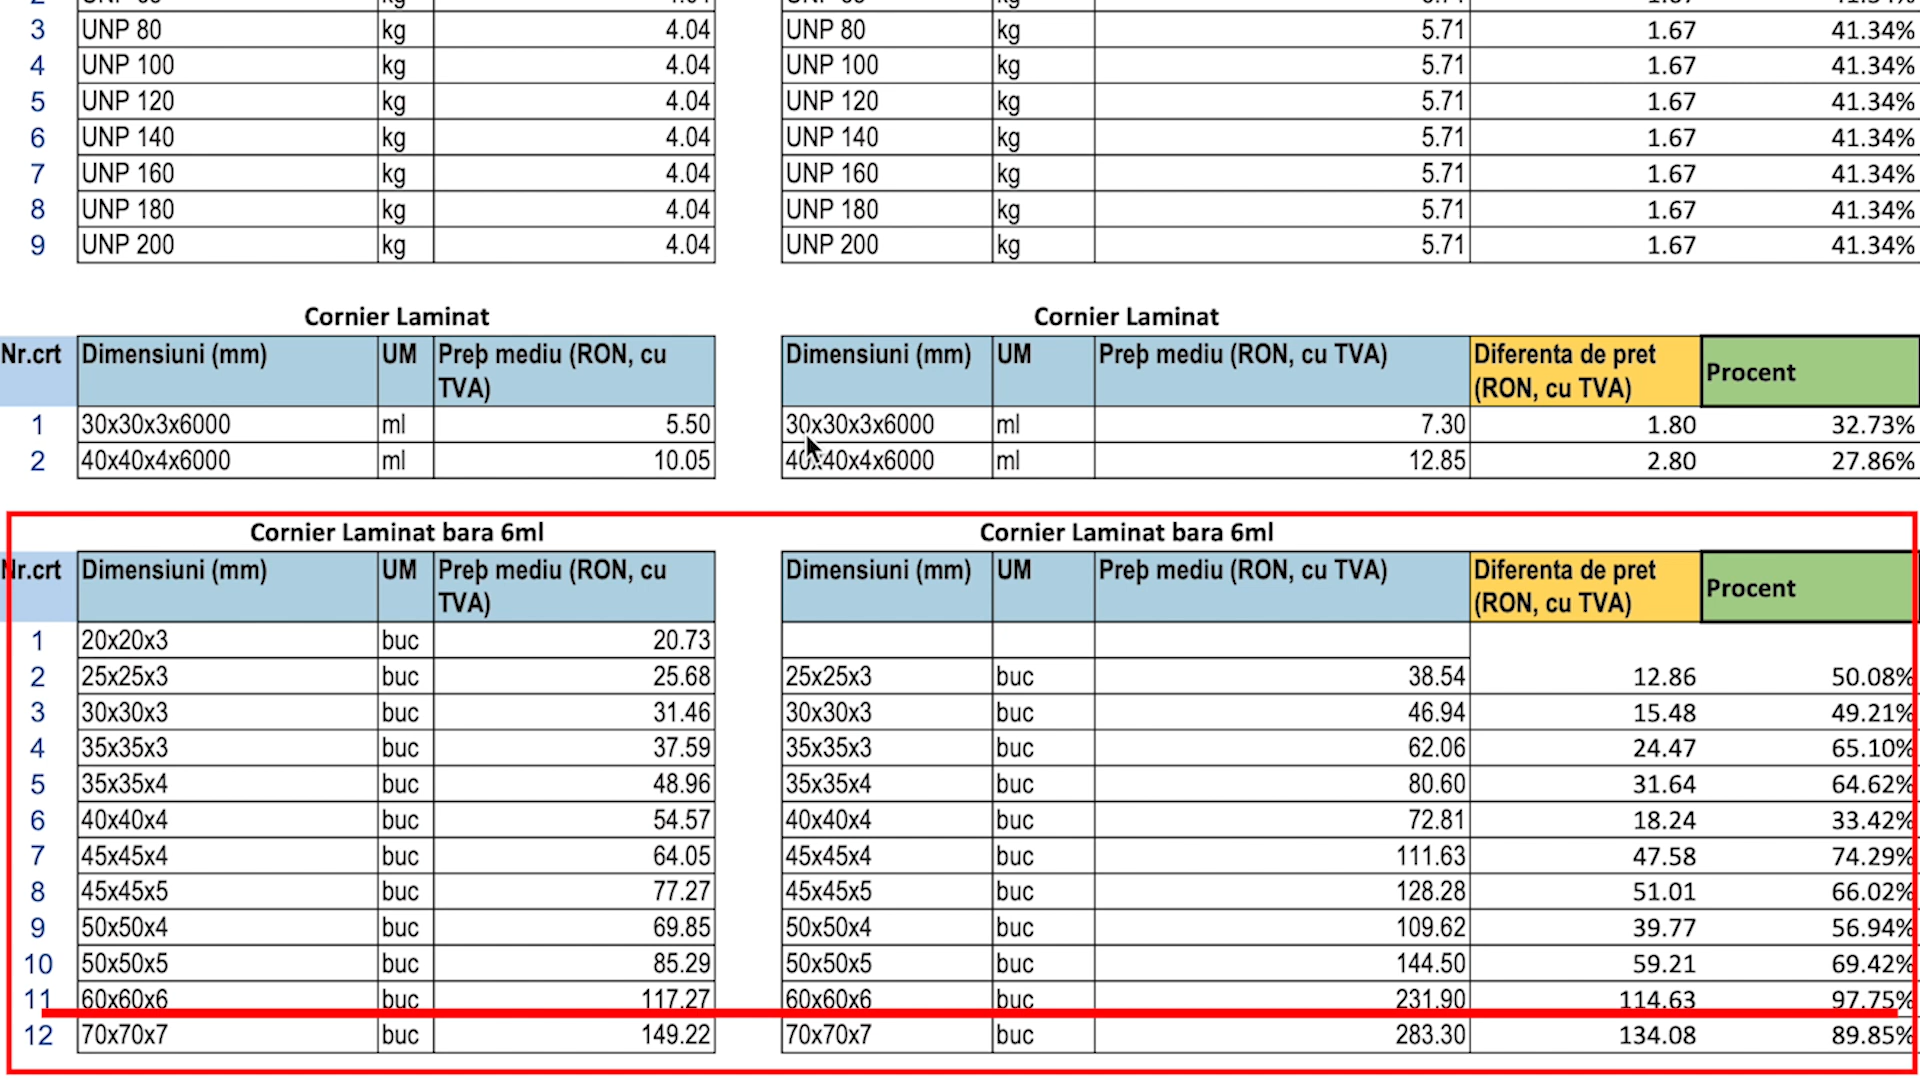 3 UNP 80 kg 4.04 UNP 80 kg 5.71 1.67 41.34%
4 UNP 100 kg 4.04 UNP 100 kg 5.71 1.67 41.34%
5 UNP 120 kg 4.04 UNP 120 kg 5.71 1.67 41.34%
6 UNP 140 kg 4.04 UNP 140 kg 5.71 1.67 41.34%
7 UNP 160 kg 4.04 UNP 160 kg 5.71 1.67 41.34%
8 UNP 180 kg 4.04 UNP 180 kg 5.71 1.67 41.34%
9 UNP 200 kg 4.04 UNP 200 kg 5.71 1.67 41.34%
Cornier Laminat Cornier Laminat
Nr.crt Dimensiuni (mm) UM Preþ mediu (RON, cu Dimensiuni (mm) UM Preþ mediu (RON, cu TVA) Diferenta de pret Procent
TVA) (RON, cu TVA)
1 30x30x3x6000 ml 5.50 30x30x3x6000 ml 7.30 1.80 32.73%
2 40x40x4x6000 ml 10.05 40x40x4x6000 ml 12.85 2.80 27.86%
Cornier Laminat bara 6ml Cornier Laminat bara 6ml
Nr.crt Dimensiuni (mm) UM Preþ mediu (RON, cu Dimensiuni (mm) UM Preþ mediu (RON, cu TVA) Diferenta de pret Procent
TVA) (RON, cu TVA)
1 20x20x3 buc 20.73
2 25x25x3 buc 25.68 25x25x3 buc 38.54 12.86 50.08%
3 30x30x3 buc 31.46 30x30x3 buc 46.94 15.48 49.21%
4 35x35x3 buc 37.59 35x35x3 buc 62.06 24.47 65.10%
5 35x35x4 buc 48.96 35x35x4 buc 80.60 31.64 64.62%
6 40x40x4 buc 54.57 40x40x4 buc 72.81 18.24 33.42%
7 45x45x4 buc 64.05 45x45x4 buc 111.63 47.58 74.29%
8 45x45x5 buc 77.27 45x45x5 buc 128.28 51.01 66.02%
9 50x50x4 buc 69.85 50x50x4 buc 109.62 39.77 56.94%
10 50x50x5 buc 85.29 50x50x5 buc 144.50 59.21 69.42%
11 60x60x6 buc 117.27 60x60x6 buc 231.90 114.63 97.75%
12 70x70x7 buc 149.22 70x70x7 buc 283.30 134.08 89.85%